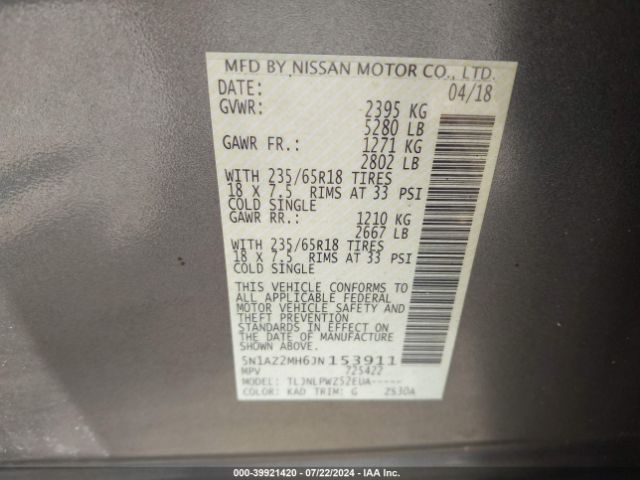 MFD BY NISSAN MOTOR CO., LTD.
DATE: 04/18
GVWR: 2395 KG
5280 LB
GAWR FR.: 1271 KG
2802 LB
WITH 235/65R18 TIRES
18 X 7.5 RIMS AT 33 PSI
COLD SINGLE
GAWR RR.: 1210 KG
2667 LB
WITH 235/65R18 TIRES
18 X 7.5 RIMS AT 33 PSI
COLD SINGLE
THIS VEHICLE CONFORMS TO
ALL APPLICABLE FEDERAL
MOTOR VEHICLE SAFETY AND
THEFT PREVENTION
STANDARDS IN EFFECT ON
THE DATE OF MANUFACTURE
SHOWN ABOVE.
5N1AZ2MH6JN153911
MPV 725422
MODEL: TLJNLPWZ52EUA-----
COLOR: KAD TRIM: G 2530A
000-39921420 - 07/22/2024 - IAA Inc.